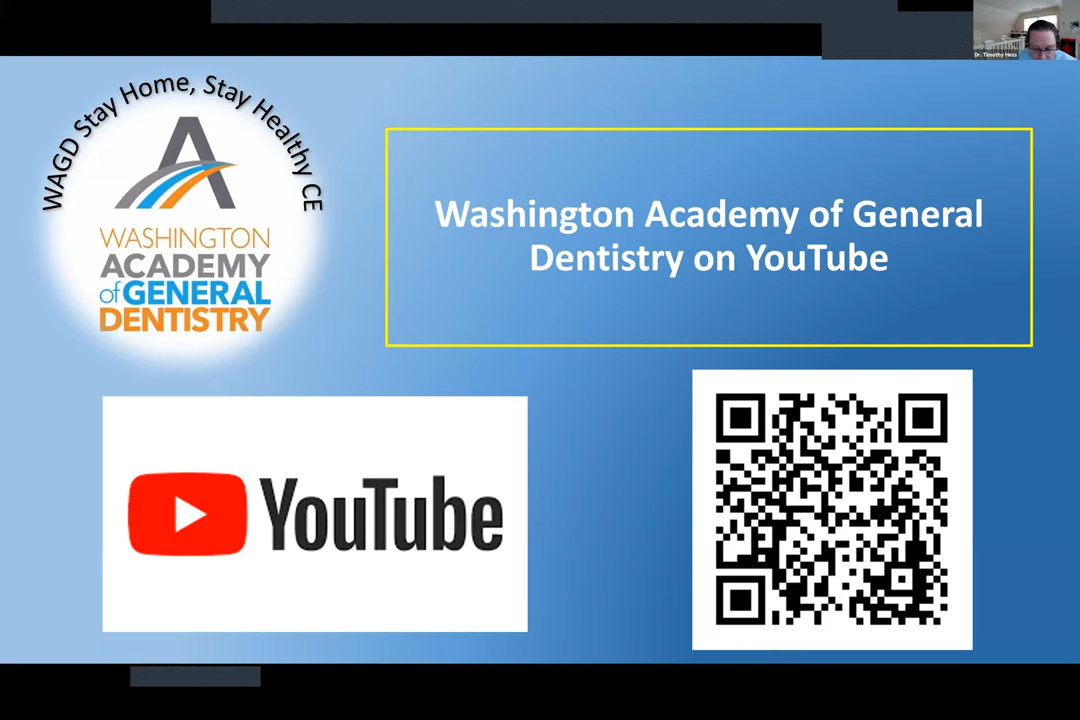 Dr. Timothy Hess
WAGD Stay Home, Stay Healthy CE
WASHINGTON
ACADEMY
of GENERAL
DENTISTRY
Washington Academy of General
Dentistry on YouTube
YouTube